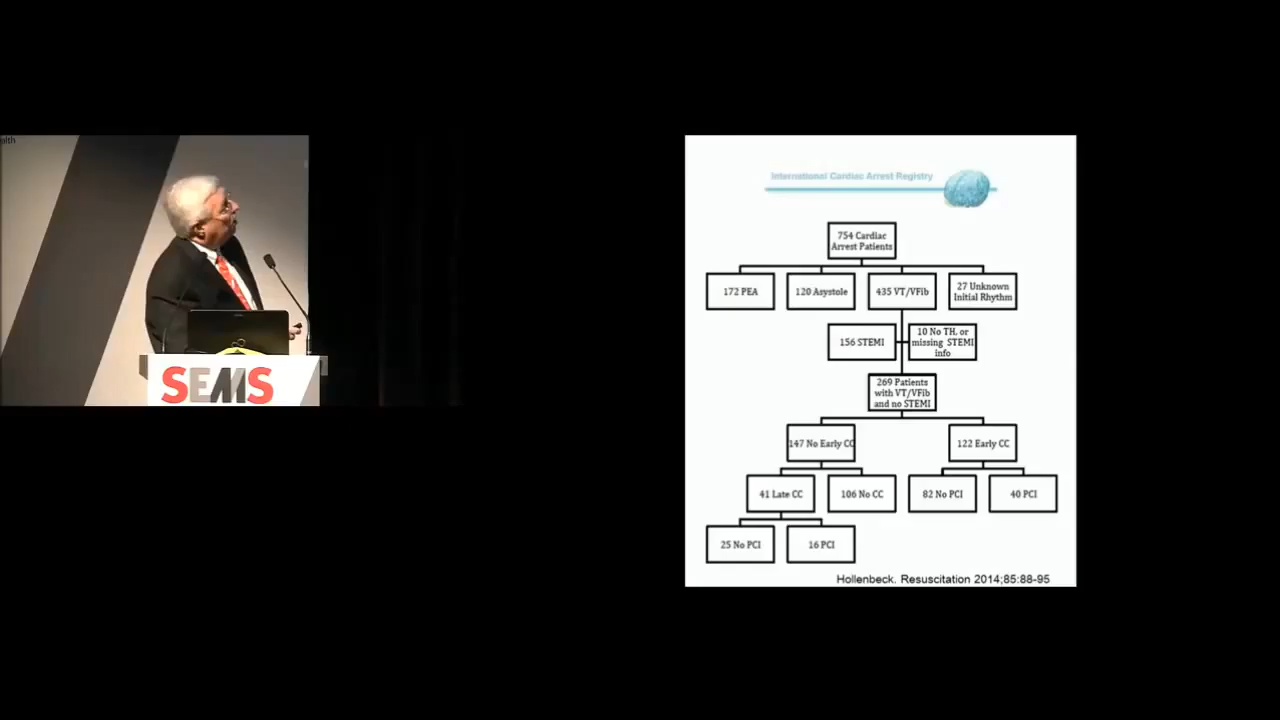 alth
SEMS
International Cardiac Arrest Registry
754 Cardiac
Arrest Patients
172 PEA
120 Asystole
435 VT/VFib
27 Unknown
Initial Rhythm
156 STEMI
10 No TH, or
missing STEMI
info
269 Patients
with VT/VFib
and no STEMI
147 No Early CC
122 Early CC
41 Late CC
106 No CC
82 No PCI
40 PCI
25 No PCI
16 PCI
Hollenbeck. Resuscitation 2014;85:88-95